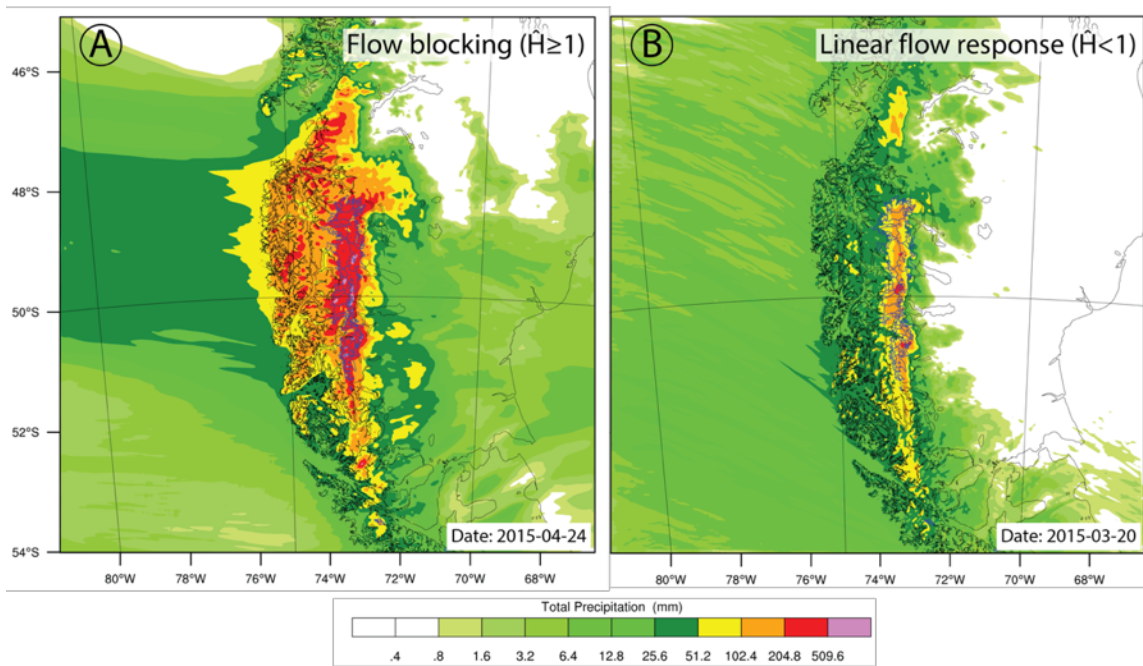 A
Flow blocking (Ĥ≥1)
B
Linear flow response (Ĥ<1)
46°S
48°S
50°S
52°S
54°S
Date: 2015-04-24
Date: 2015-03-20
80°W 78°W 76°W 74°W 72°W 70°W 68°W
80°W 78°W 76°W 74°W 72°W 70°W 68°W
Total Precipitation (mm)
.4 .8 1.6 3.2 6.4 12.8 25.6 51.2 102.4 204.8 509.6